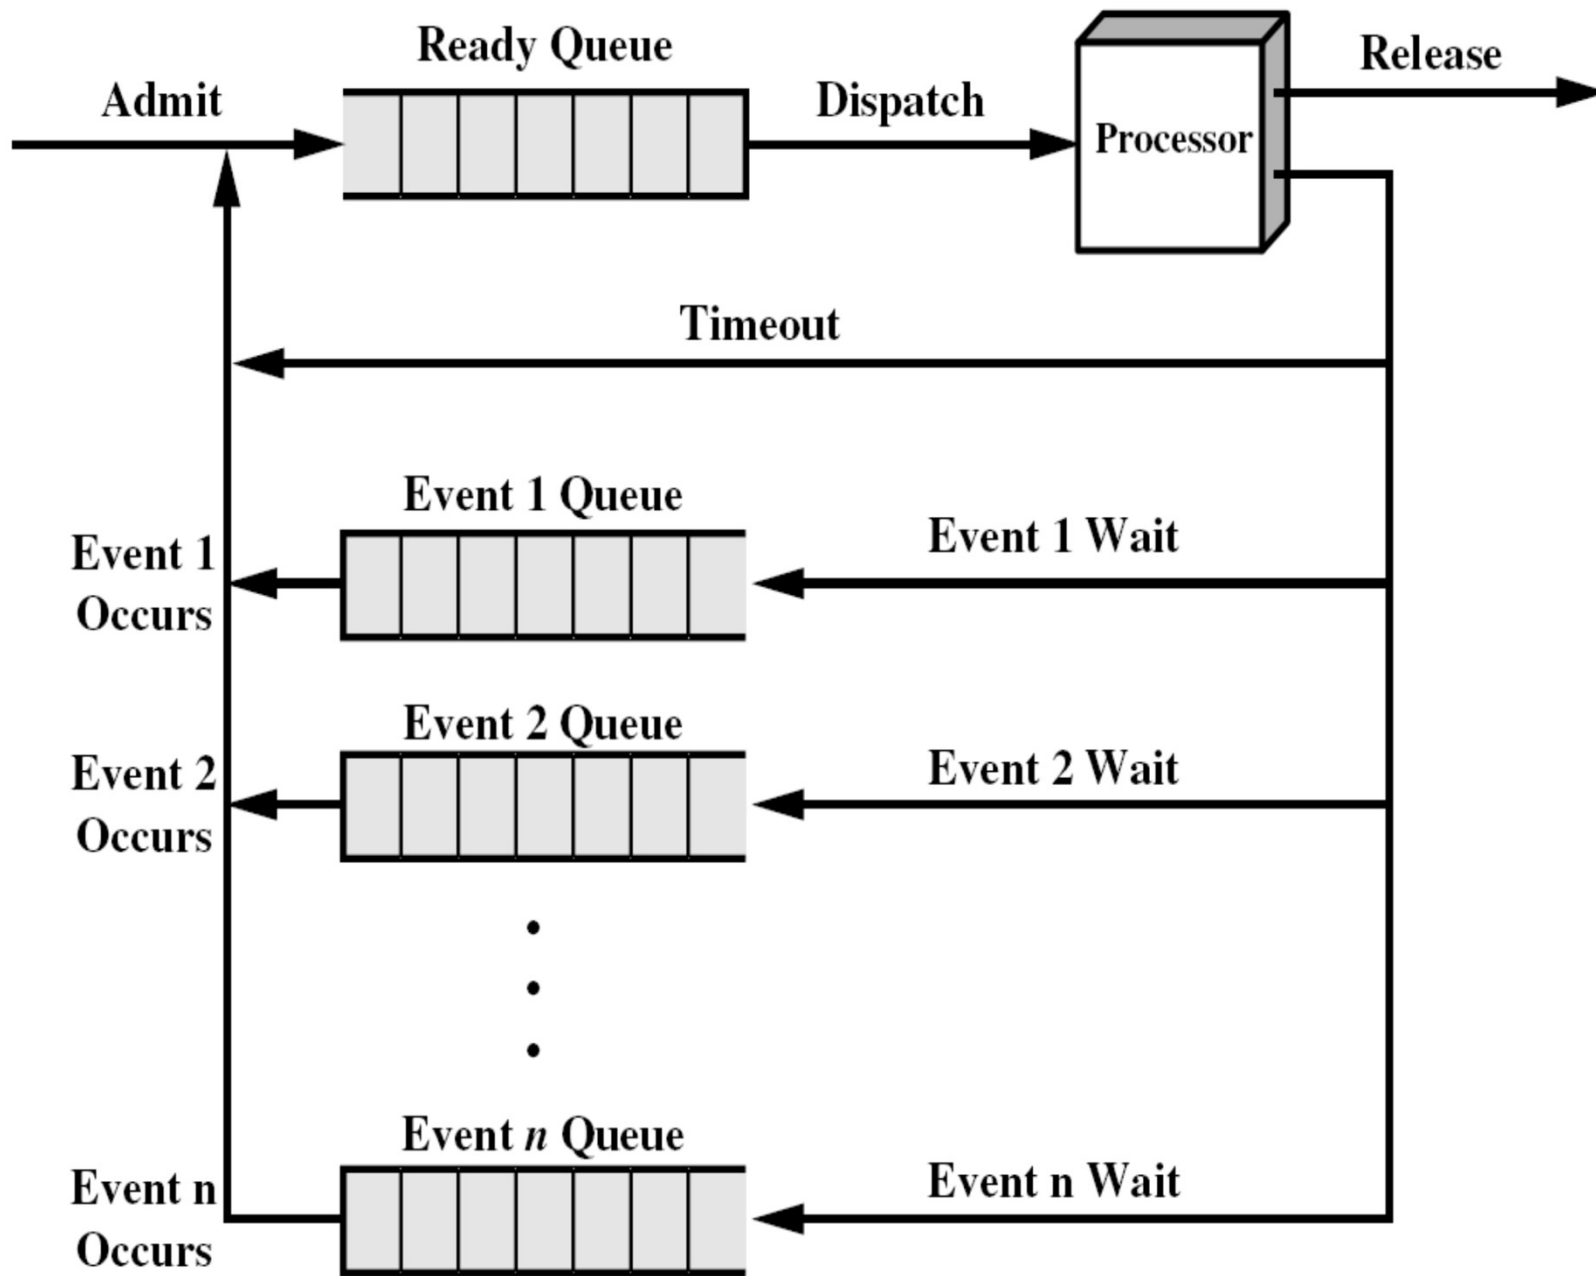 Ready Queue
Admit
Dispatch
Processor
Release
Timeout
Event 1 Queue
Event 1
Occurs
Event 1 Wait
Event 2 Queue
Event 2
Occurs
Event 2 Wait
Event n Queue
Event n
Occurs
Event n Wait